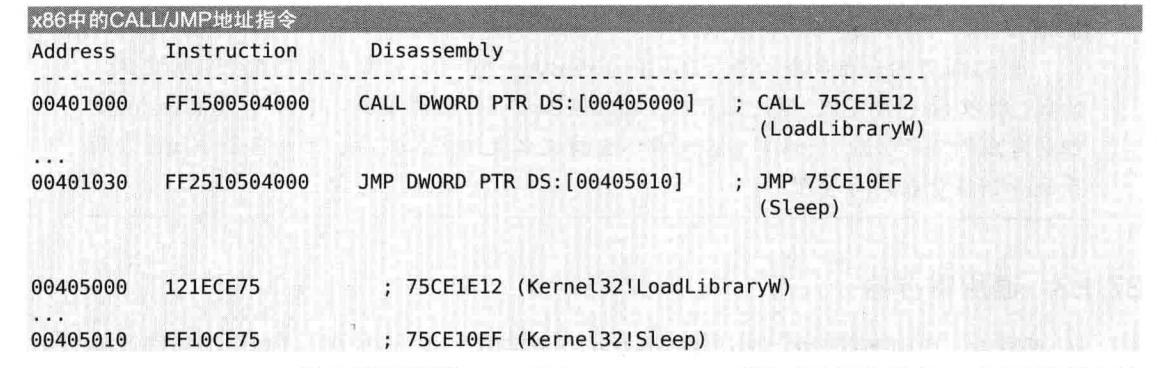 x86中的CALL/JMP地址指令
Address Instruction Disassembly
--------------------------------------------------------------------
00401000 FF1500504000 CALL DWORD PTR DS:[00405000] ; CALL 75CE1E12
(LoadLibraryW)
...
00401030 FF2510504000 JMP DWORD PTR DS:[00405010] ; JMP 75CE10EF
(Sleep)
00405000 121ECE75 ; 75CE1E12 (Kernel32!LoadLibraryW)
...
00405010 EF10CE75 ; 75CE10EF (Kernel32!Sleep)